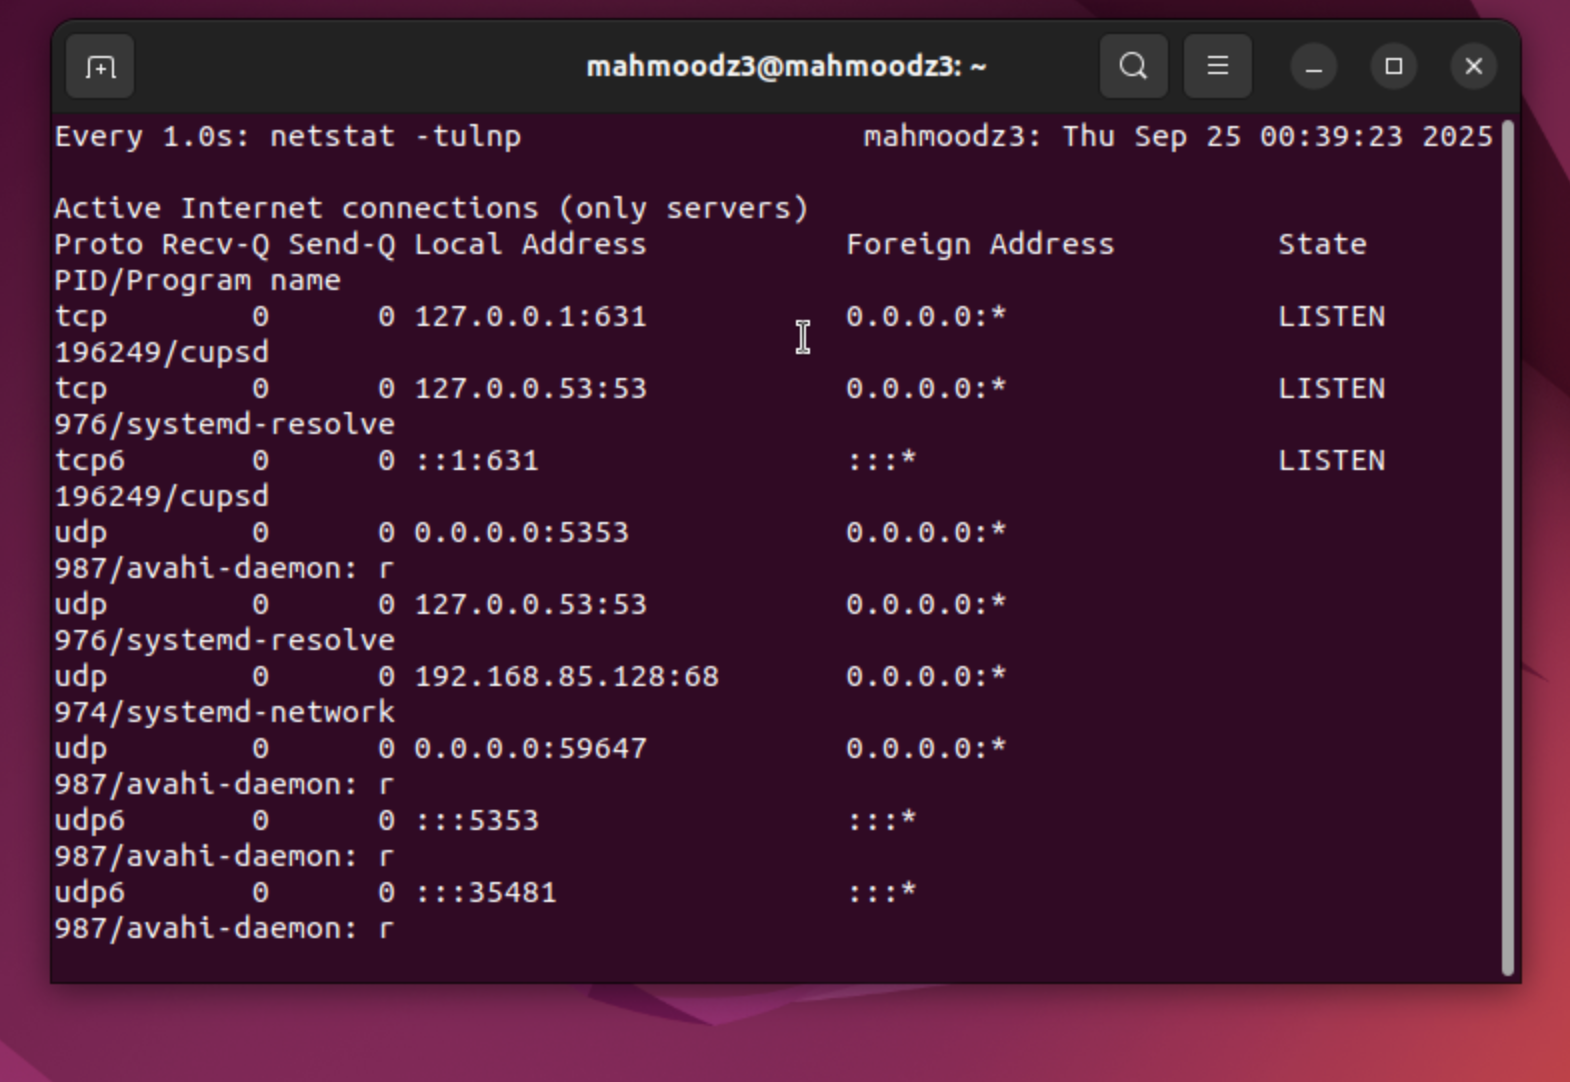 mahmoodz3@mahmoodz3: ~
Every 1.0s: netstat -tulnp                   mahmoodz3: Thu Sep 25 00:39:23 2025
Active Internet connections (only servers)
Proto Recv-Q Send-Q Local Address           Foreign Address         State
PID/Program name
tcp        0      0 127.0.0.1:631           0.0.0.0:*               LISTEN
196249/cupsd
tcp        0      0 127.0.0.53:53           0.0.0.0:*               LISTEN
976/systemd-resolve
tcp6       0      0 ::1:631                 :::*                    LISTEN
196249/cupsd
udp        0      0 0.0.0.0:5353            0.0.0.0:*
987/avahi-daemon: r
udp        0      0 127.0.0.53:53           0.0.0.0:*
976/systemd-resolve
udp        0      0 192.168.85.128:68       0.0.0.0:*
974/systemd-network
udp        0      0 0.0.0.0:59647           0.0.0.0:*
987/avahi-daemon: r
udp6       0      0 :::5353                 :::*
987/avahi-daemon: r
udp6       0      0 :::35481                :::*
987/avahi-daemon: r